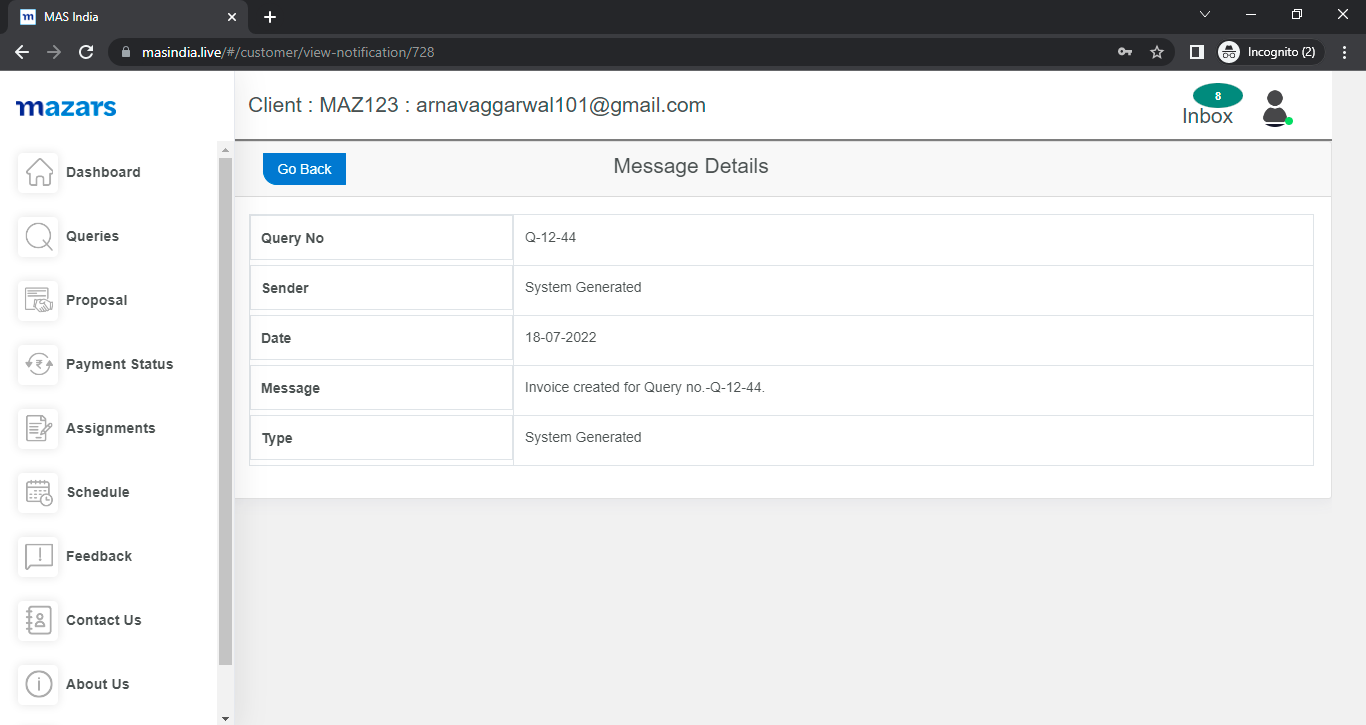 MAS India
masindia.live/#/customer/view-notification/728
Incognito (2)
mazars
Client : MAZ123 : arnavaggarwal101@gmail.com
8
Inbox
Dashboard
Queries
Proposal
Payment Status
Assignments
Schedule
Feedback
Contact Us
About Us
Go Back
Message Details
Query No Q-12-44
Sender System Generated
Date 18-07-2022
Message Invoice created for Query no.-Q-12-44.
Type System Generated